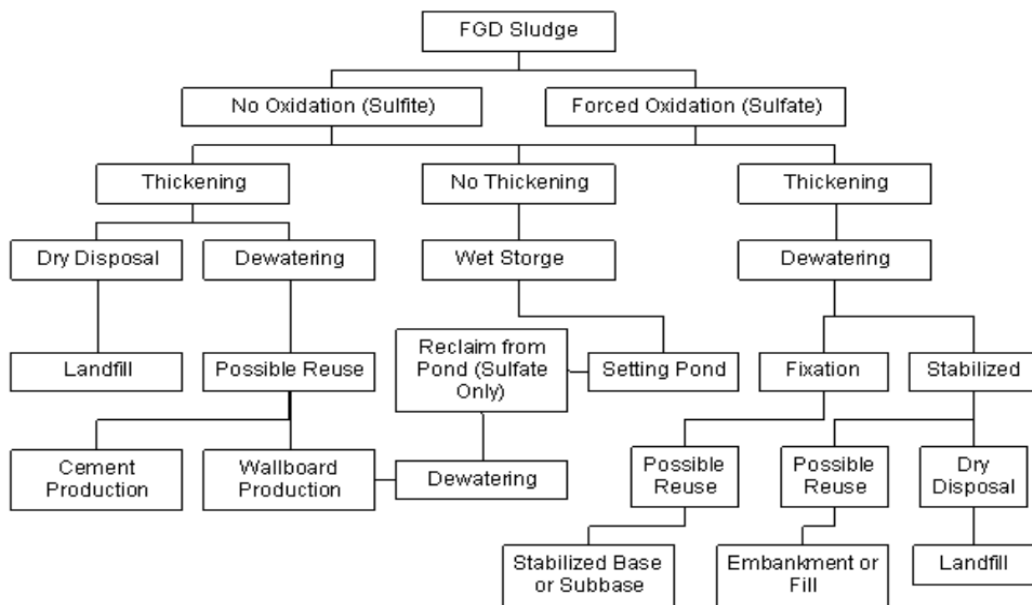 FGD Sludge
No Oxidation (Sulfite)
Forced Oxidation (Sulfate)
Thickening
No Thickening
Thickening
Dry Disposal
Dewatering
Wet Storge
Dewatering
Landfill
Possible Reuse
Reclaim from
Pond (Sulfate
Only)
Setting Pond
Fixation
Stabilized
Cement
Production
Wallboard
Production
Dewatering
Possible
Reuse
Possible
Reuse
Dry
Disposal
Stabilized Base
or Subbase
Embankment or
Fill
Landfill